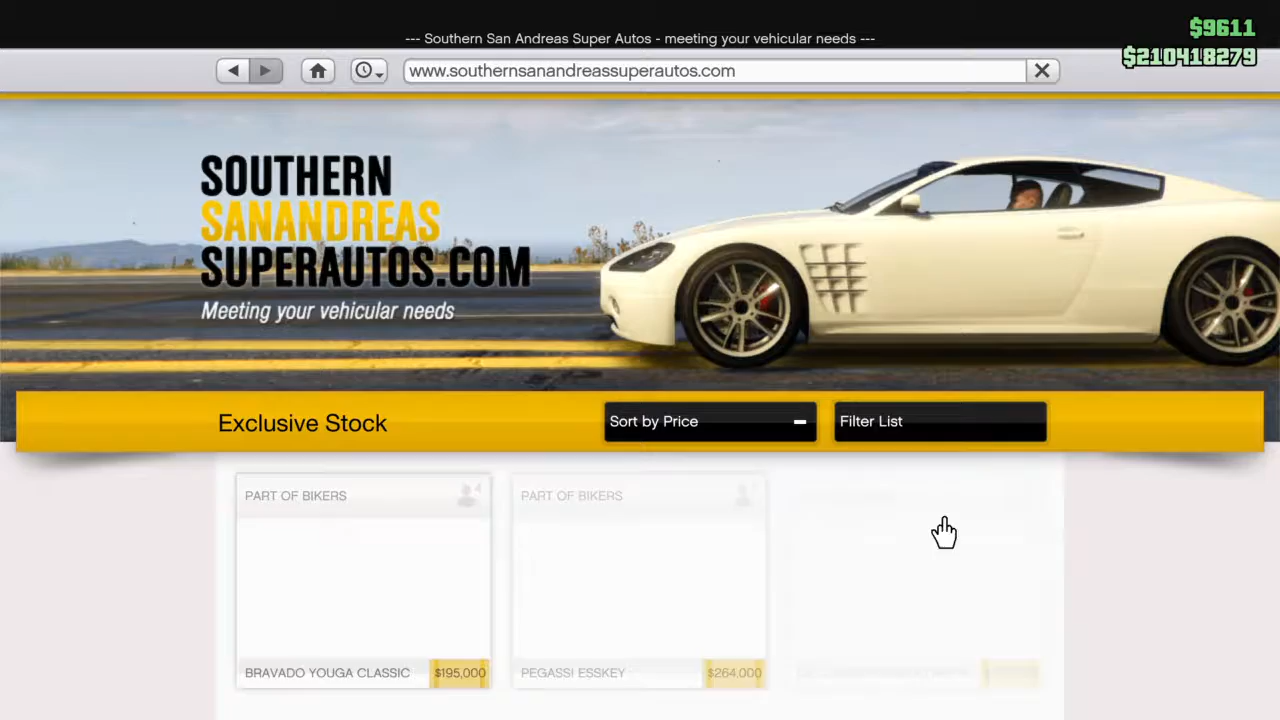 --- Southern San Andreas Super Autos - meeting your vehicular needs ---
$9611
$210418279
www.southernsanandreassuperautos.com
SOUTHERN
SANANDREAS
SUPERAUTOS.COM
Meeting your vehicular needs
Exclusive Stock
Sort by Price
Filter List
PART OF BIKERS
4
PART OF BIKERS
BRAVADO YOUGA CLASSIC
$195,000
PEGASSI ESSKEY
$264,000